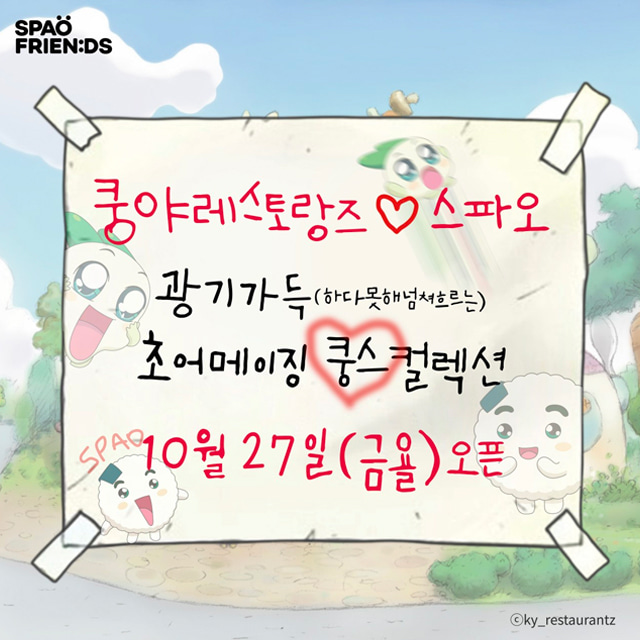 SPAÖ
FRIEN:DS
쿵야레스토랑즈♡스파오
광기가득(하다못해넘쳐흐르는)
초어메이징 쿵스컬렉션
SPAO
10월 27일(금욜)오픈
ⓒky_restaurantz